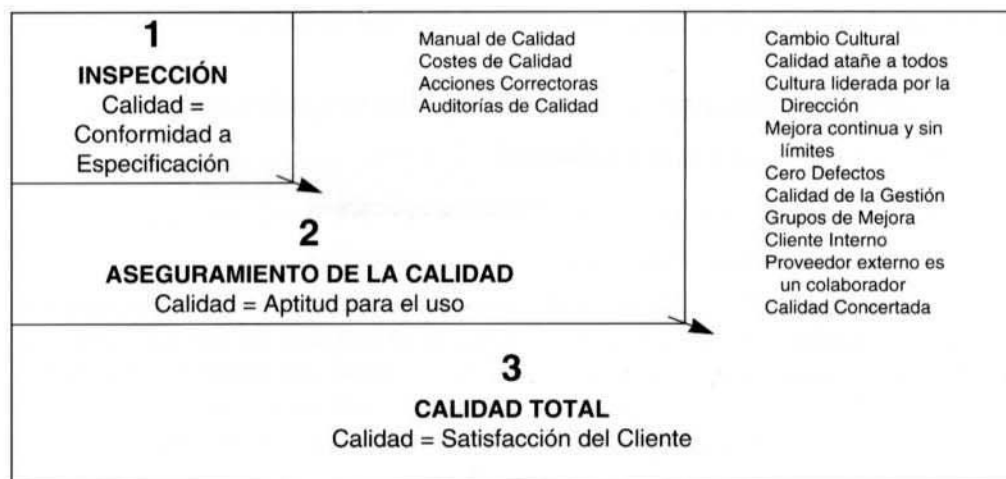 1
INSPECCIÓN
Calidad =
Conformidad a
Especificación
Manual de Calidad
Costes de Calidad
Acciones Correctoras
Auditorías de Calidad
Cambio Cultural
Calidad atañe a todos
Cultura liderada por la
Dirección
Mejora continua y sin
límites
Cero Defectos
Calidad de la Gestión
Grupos de Mejora
Cliente Interno
Proveedor externo es
un colaborador
Calidad Concertada
2
ASEGURAMIENTO DE LA CALIDAD
Calidad = Aptitud para el uso
3
CALIDAD TOTAL
Calidad = Satisfacción del Cliente